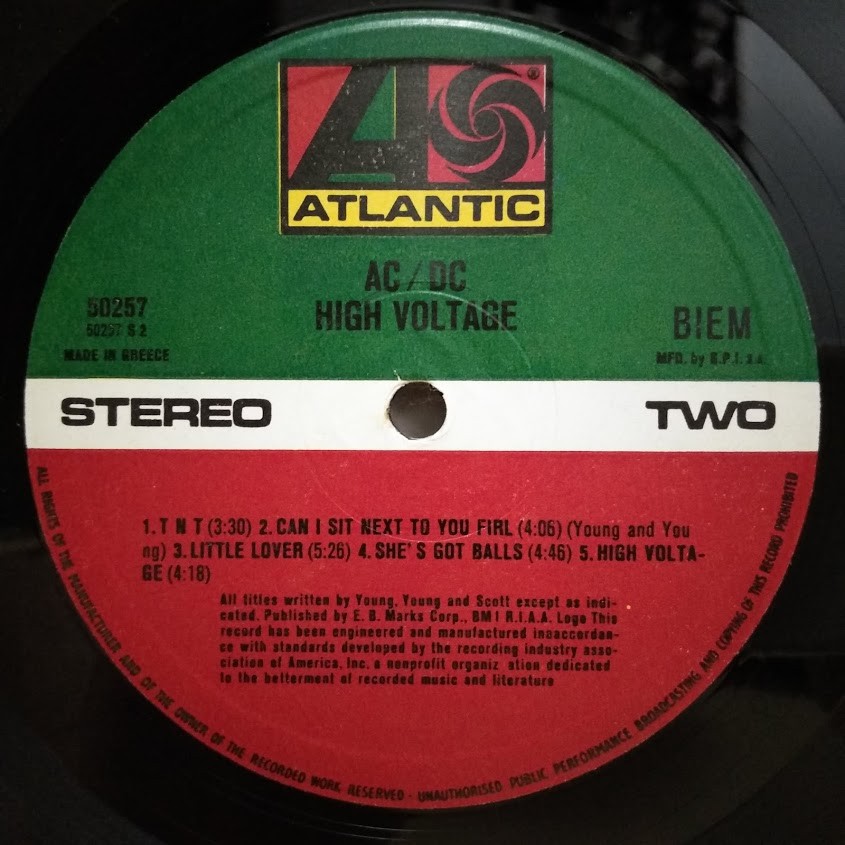 ®
ATLANTIC
AC/DC
HIGH VOLTAGE
50257
50257 S 2
MADE IN GREECE
BIEM
MFD. by G.P.I. s.a.
STEREO
TWO
1. T N T (3:30) 2. CAN I SIT NEXT TO YOU FIRL (4:06) (Young and You
ng) 3. LITTLE LOVER (5:26) 4. SHE'S GOT BALLS (4:46) 5. HIGH VOLTA-
GE (4:18)
All titles written by Young, Young and Scott except as indi-
cated. Published by E. B. Marks Corp., BMI R.I.A.A. Logo This
record has been engineered and manufactured inaccordan-
ce with standards developed by the recording industry asso-
ciation of America, Inc. a nonprofit organiz ation dedicated
to the betterment of recorded music and literature
ALL RIGHTS OF THE MANUFACTURER AND OF THE OWNER OF THE RECORDED WORK RESERVED - UNAUTHORISED PUBLIC PERFORMANCE BROADCASTING AND COPYING OF THIS RECORD PROHIBITED